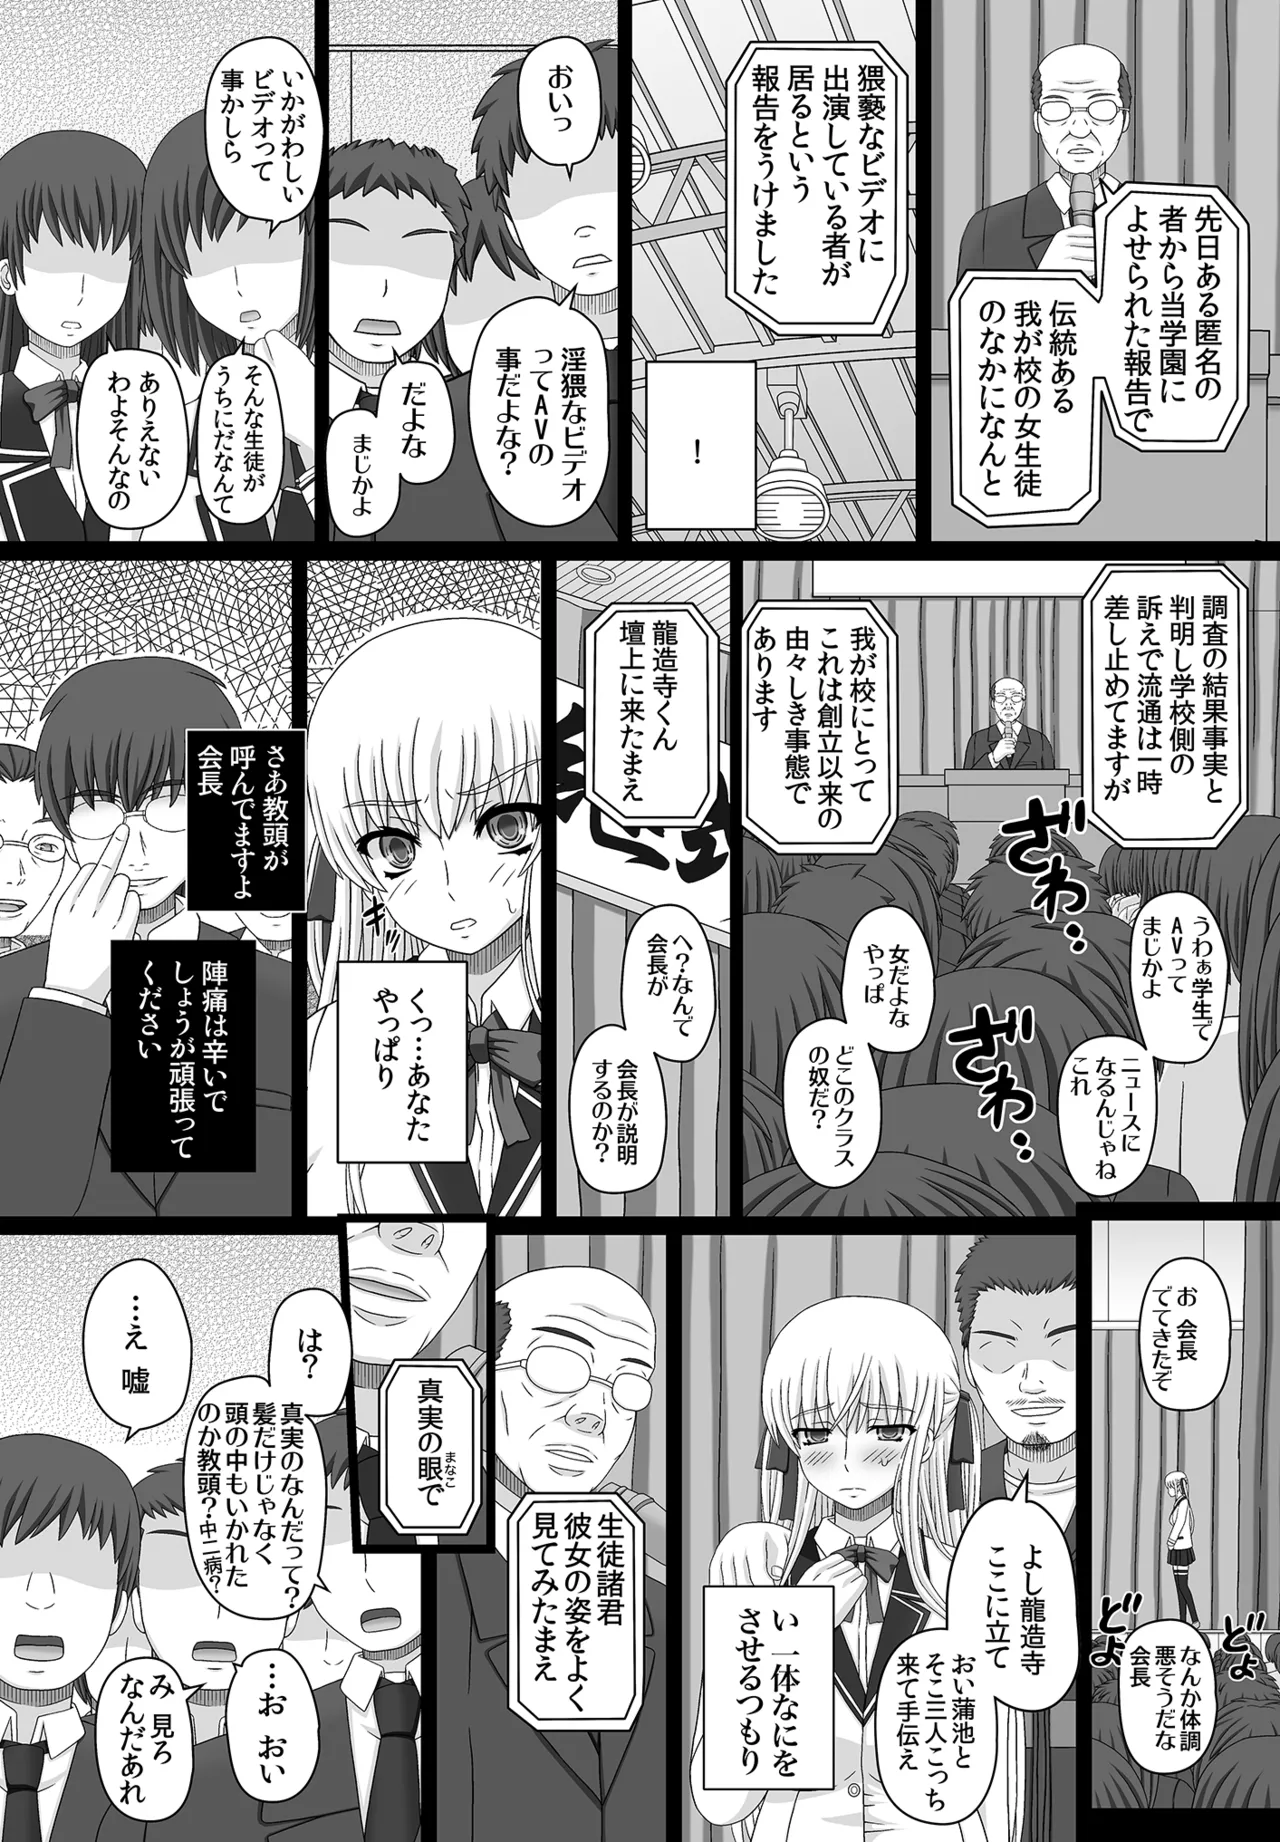 先日ある匿名の
者から当学園に
よせられた報告で
伝統ある
我が校の女生徒
のなかになんと
猥褻なビデオに
出演している者が
居るという
報告をうけました
！
おいっ
淫猥なビデオ
ってAVの
事だよな？
だよな
まじかよ
いかがわしい
ビデオって
事かしら
そんな生徒が
うちにだなんて
ありえない
わよそんなの
調査の結果事実と
判明し学校側の
訴えで流通は一時
差し止めてますが
我が校にとって
これは創立以来の
由々しき事態で
あります
ざわ…
うわぁ学生で
AVって
まじかよ
ニュースに
なるんじゃね
これ
ざわ…
女だよな
やっぱ
どこのクラス
の奴だ？
龍造寺くん
壇上に来たまえ
へ？なんで
会長が
会長が説明
するのか？
ギッ
くっ…あなた
やっぱり
さあ教頭が
呼んでますよ
会長
陣痛は辛いで
しょうが頑張って
ください
お 会長
でてきたぞ
なんか体調
悪そうだな
会長
どよ
どよ
よし龍造寺
ここに立て
おい蒲池と
そこ三人こっち
来て手伝え
い 一体なにを
させるつもり
生徒諸君
彼女の姿をよく
見てみたまえ
真実の眼で
まなこ
は？
真実のなんだって？
髪だけじゃなく
頭の中もいかれた
のか教頭？中二病？
…え 嘘
…お おい
み 見ろ
なんだあれ